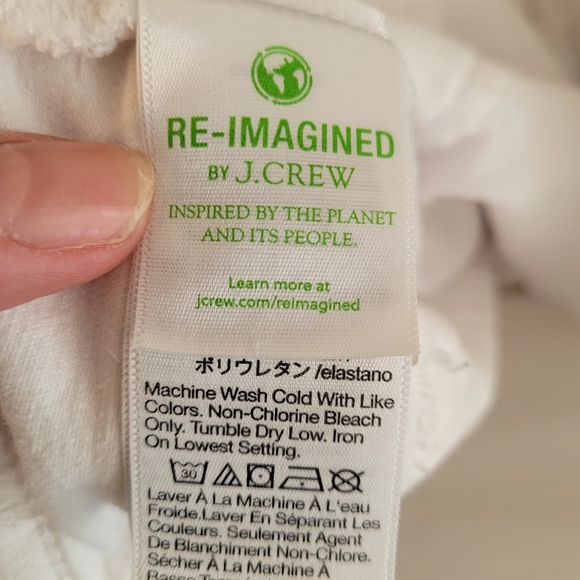 RE-IMAGINED
BY J.CREW
INSPIRED BY THE PLANET
AND ITS PEOPLE.
Learn more at
jcrew.com/reimagined
ポリウレタン /elastano
Machine Wash Cold With Like
Colors. Non-Chlorine Bleach
Only. Tumble Dry Low. Iron
On Lowest Setting.
30
Laver À La Machine À L'eau
Froide.Laver En Séparant Les
Couleurs. Seulement Agent
De Blanchiment Non-Chlore.
Sécher À La Machine À
Basse